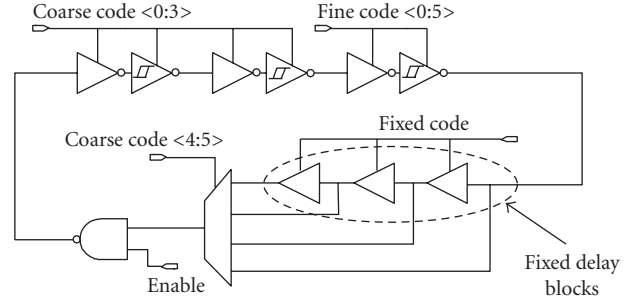 Coarse code <0:3>
Fine code <0:5>
Fixed code
Coarse code <4:5>
Enable
Fixed delay
blocks